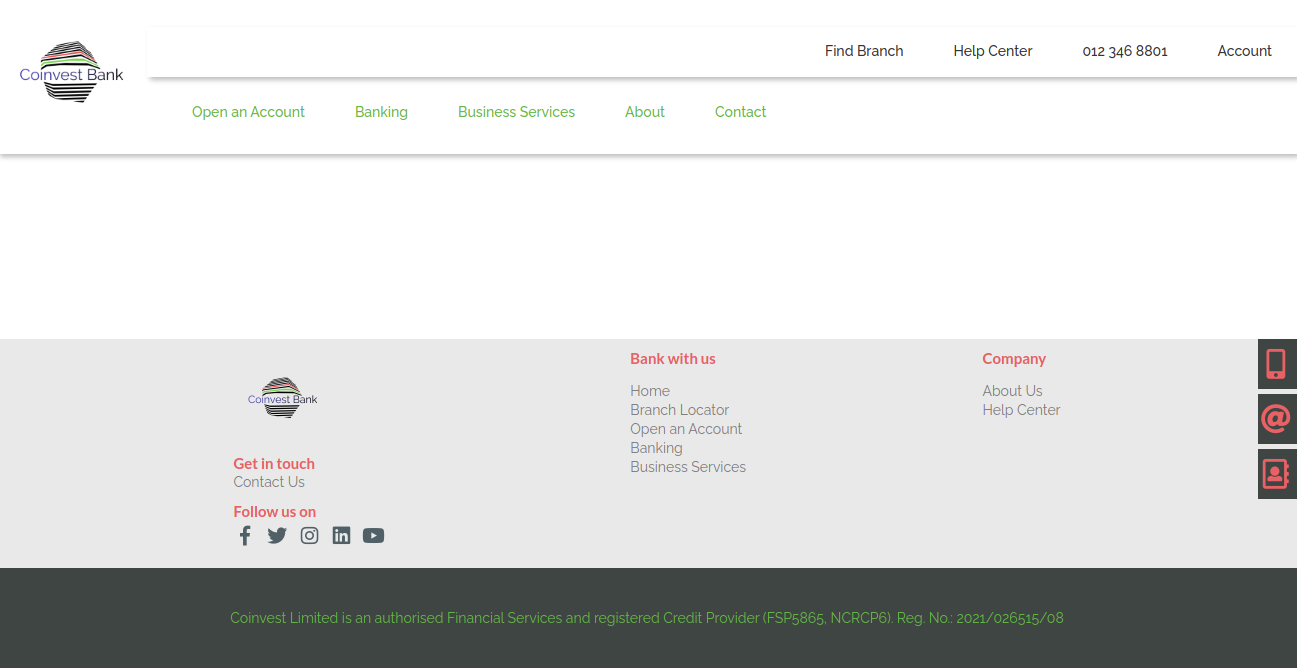 Coinvest Bank
Find Branch Help Center 012 346 8801 Account
Open an Account Banking Business Services About Contact
Coinvest Bank
Get in touch
Contact Us
Follow us on
Bank with us
Home
Branch Locator
Open an Account
Banking
Business Services
Company
About Us
Help Center
Coinvest Limited is an authorised Financial Services and registered Credit Provider (FSP5865, NCRCP6). Reg. No.: 2021/026515/08